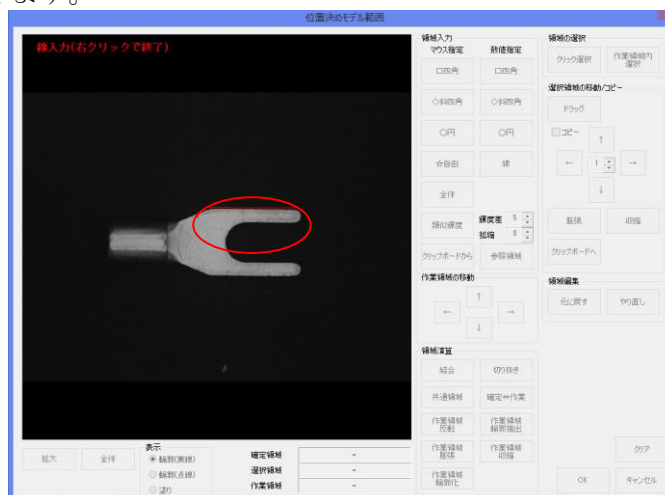 ます。
位置決めモデル範囲
線入力(右クリックで終了)
領域入力
マウス指定 数値指定
□四角 □四角
◇斜四角 ◇斜四角
○円 ○円
☆自由 線
全体
類似輝度 輝度差 5
拡縮 0
クリップボードから 参照領域
作業領域の移動
↑
← →
↓
領域演算
結合 切り抜き
共通領域 確定⇔作業
作業領域反転 作業領域輪郭抽出
作業領域膨張 作業領域収縮
作業領域輪郭化
領域の選択
クリック選択 作業領域内選択
選択領域の移動/コピー
ドラッグ
コピー ↑
← 1 →
↓
膨張 収縮
クリップボードへ
領域編集
元に戻す やり直し
クリア
OK キャンセル
拡大 全体
表示
輪郭(実線)
輪郭(点線)
塗り
確定領域 -
選択領域 -
作業領域 -